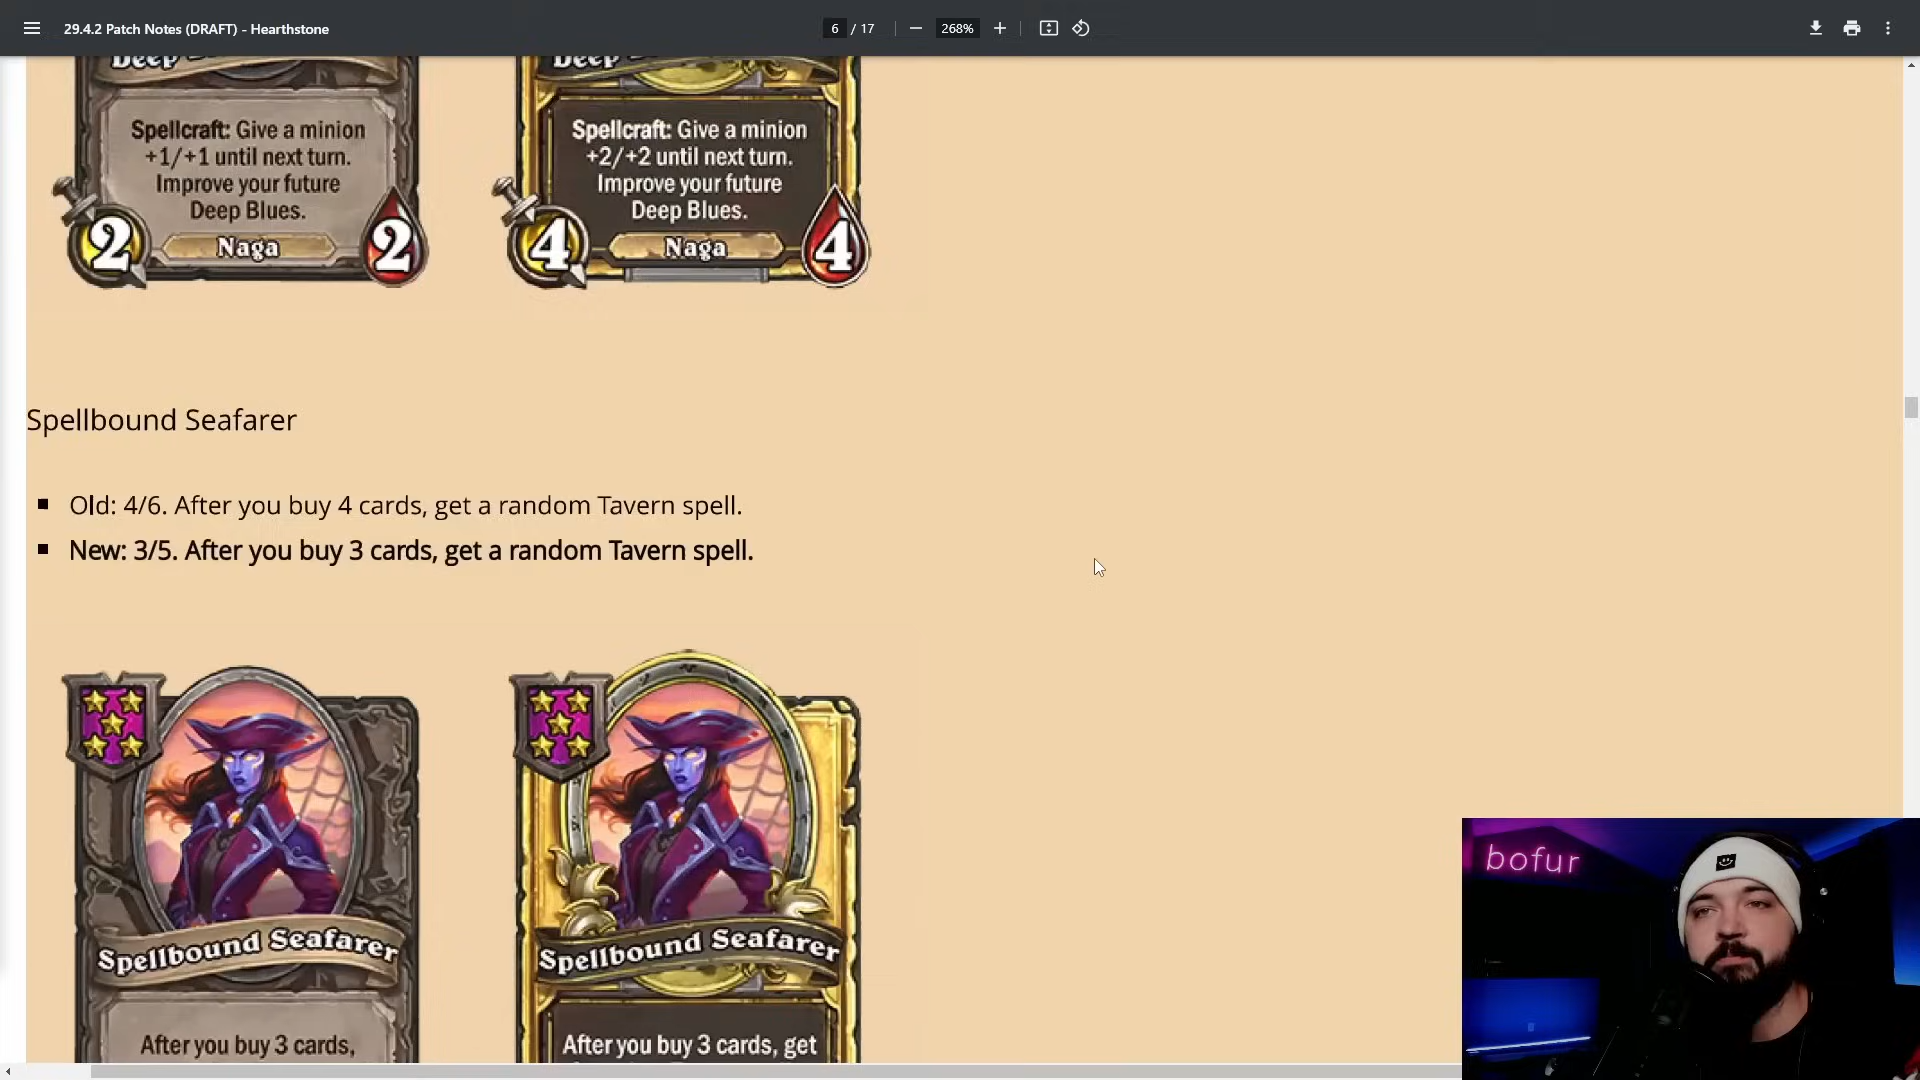 29.4.2 Patch Notes (DRAFT) - Hearthstone
6 / 17
268%
Deep
Deep
Spellcraft: Give a minion
+1/+1 until next turn.
Improve your future
Deep Blues.
2
Naga
2
Spellcraft: Give a minion
+2/+2 until next turn.
Improve your future
Deep Blues.
4
Naga
4
Spellbound Seafarer
Old: 4/6. After you buy 4 cards, get a random Tavern spell.
New: 3/5. After you buy 3 cards, get a random Tavern spell.
Spellbound Seafarer
Spellbound Seafarer
After you buy 3 cards,
After you buy 3 cards, get
bofur